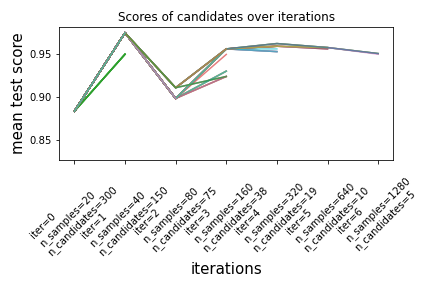 Scores of candidates over iterations
mean test score
0.95
0.90
0.85
iter=0
n_samples=20
n_candidates=300
iter=1
n_samples=40
n_candidates=150
iter=2
n_samples=80
n_candidates=75
iter=3
n_samples=160
n_candidates=38
iter=4
n_samples=320
n_candidates=19
iter=5
n_samples=640
n_candidates=10
iter=6
n_samples=1280
n_candidates=5
iterations